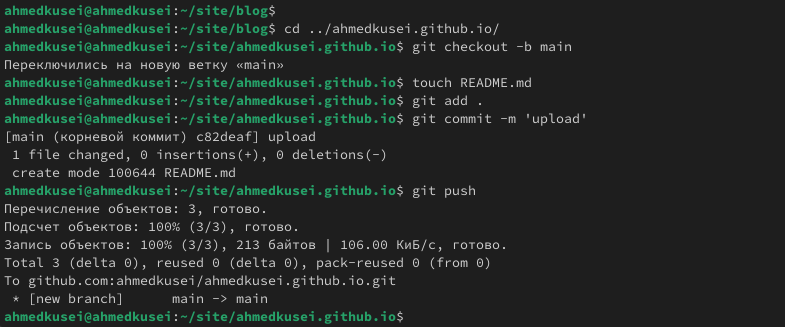 ahmedkusei@ahmedkusei:~/site/blog$
ahmedkusei@ahmedkusei:~/site/blog$ cd ../ahmedkusei.github.io/
ahmedkusei@ahmedkusei:~/site/ahmedkusei.github.io$ git checkout -b main
Переключились на новую ветку «main»
ahmedkusei@ahmedkusei:~/site/ahmedkusei.github.io$ touch README.md
ahmedkusei@ahmedkusei:~/site/ahmedkusei.github.io$ git add .
ahmedkusei@ahmedkusei:~/site/ahmedkusei.github.io$ git commit -m 'upload'
[main (корневой коммит) c82deaf] upload
 1 file changed, 0 insertions(+), 0 deletions(-)
 create mode 100644 README.md
ahmedkusei@ahmedkusei:~/site/ahmedkusei.github.io$ git push
Перечисление объектов: 3, готово.
Подсчет объектов: 100% (3/3), готово.
Запись объектов: 100% (3/3), 213 байтов | 106.00 КиБ/с, готово.
Total 3 (delta 0), reused 0 (delta 0), pack-reused 0 (from 0)
To github.com:ahmedkusei/ahmedkusei.github.io.git
 * [new branch]      main -> main
ahmedkusei@ahmedkusei:~/site/ahmedkusei.github.io$